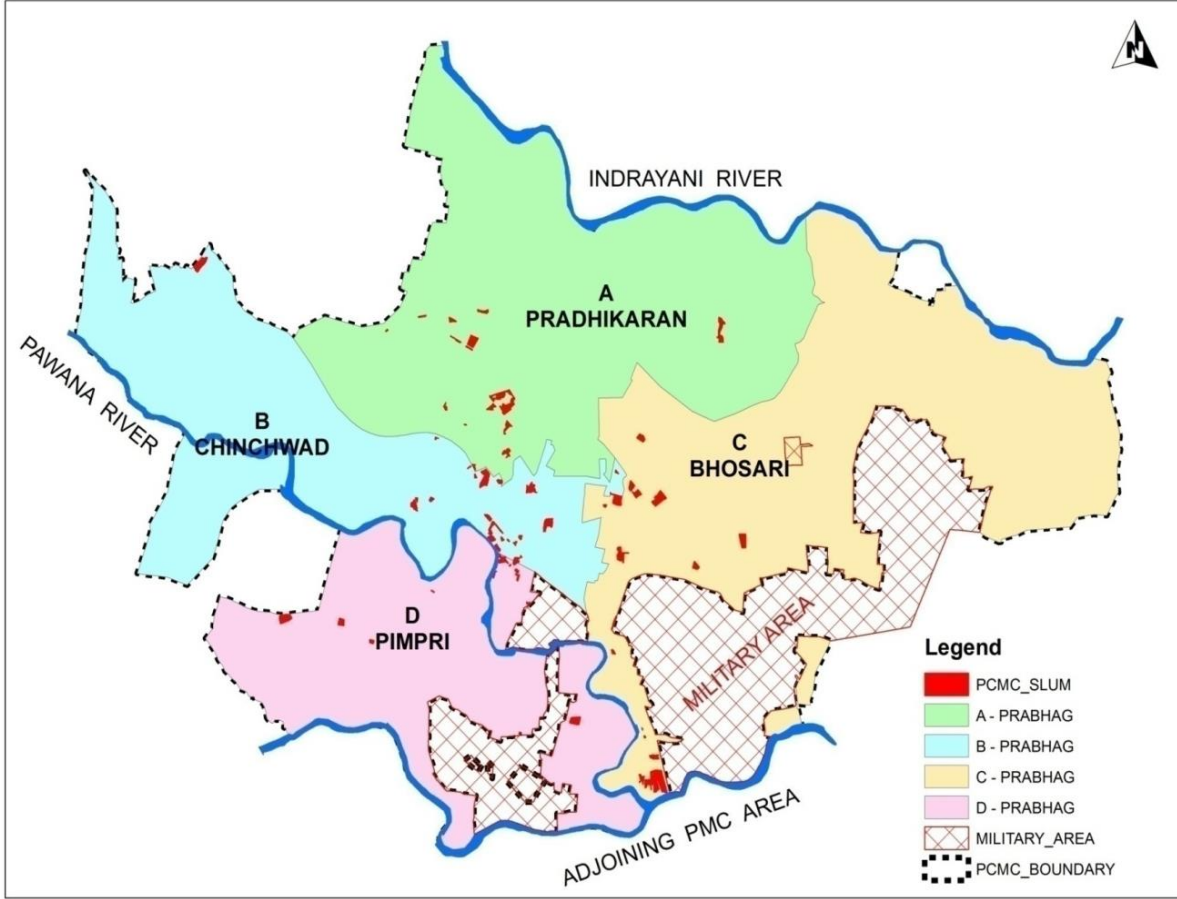 N
INDRAYANI RIVER
A
PRADHIKARAN
PAWANA RIVER
B
CHINCHWAD
C
BHOSARI
D
PIMPRI
MILITARY AREA
ADJOINING PMC AREA
Legend
PCMC_SLUM
A - PRABHAG
B - PRABHAG
C - PRABHAG
D - PRABHAG
MILITARY_AREA
PCMC_BOUNDARY